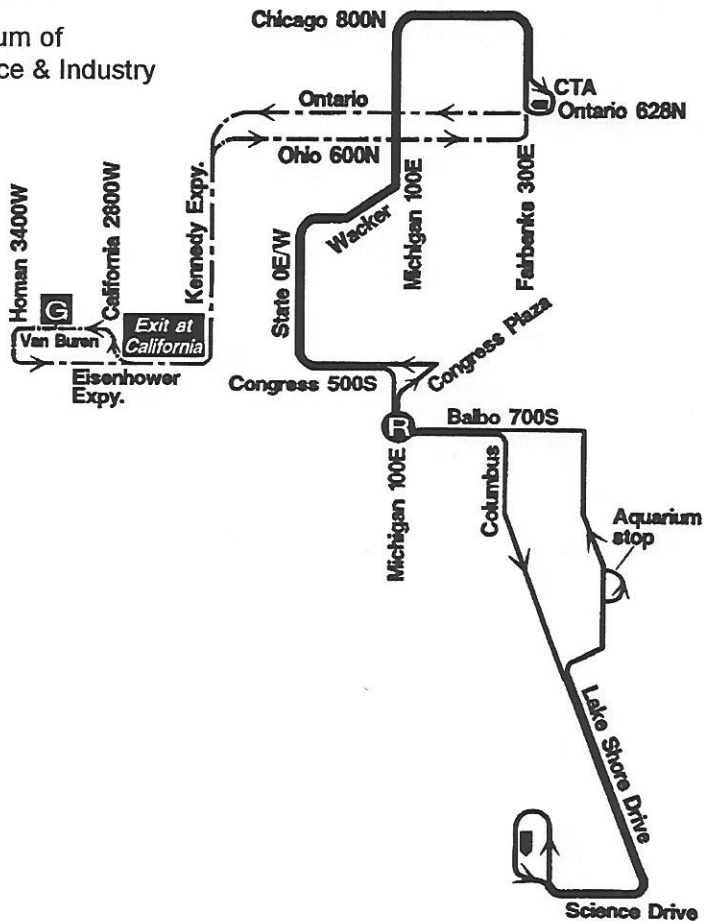 um of
ce & Industry
Chicago 800N
CTA
Ontario
Ontario 628N
Ohio 600N
Kennedy Expy.
Michigan 100E
Fairbanks 300E
Wacker
Homan 3400W
California 2800W
State 0E/W
G
Van Buren
Exit at
California
Eisenhower
Expy.
Congress 500S
Congress Plaza
R
Balbo 700S
Michigan 100E
Columbus
Aquarium
stop
Lake Shore Drive
Science Drive